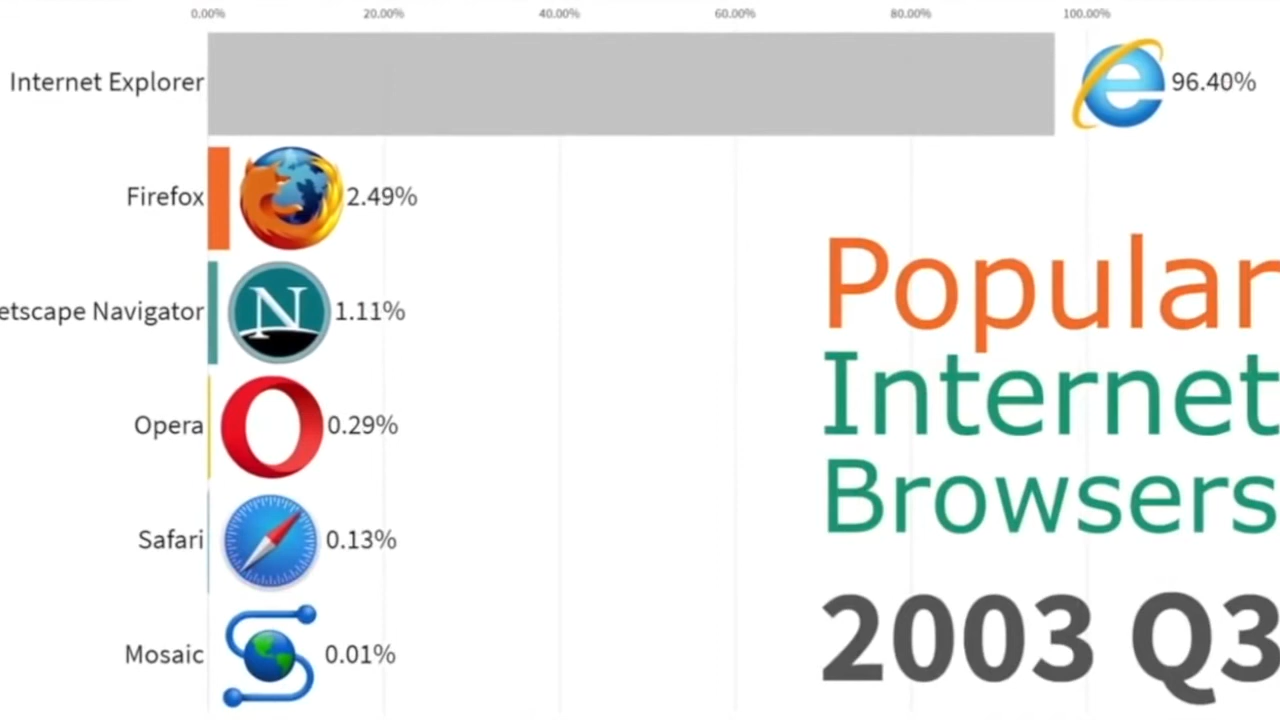 0.00% 20.00% 40.00% 60.00% 80.00% 100.00%
Internet Explorer 96.40%
Firefox 2.49%
etscape Navigator N 1.11%
Opera 0.29%
Safari 0.13%
Mosaic 0.01%
Popular
Internet
Browsers
2003 Q3